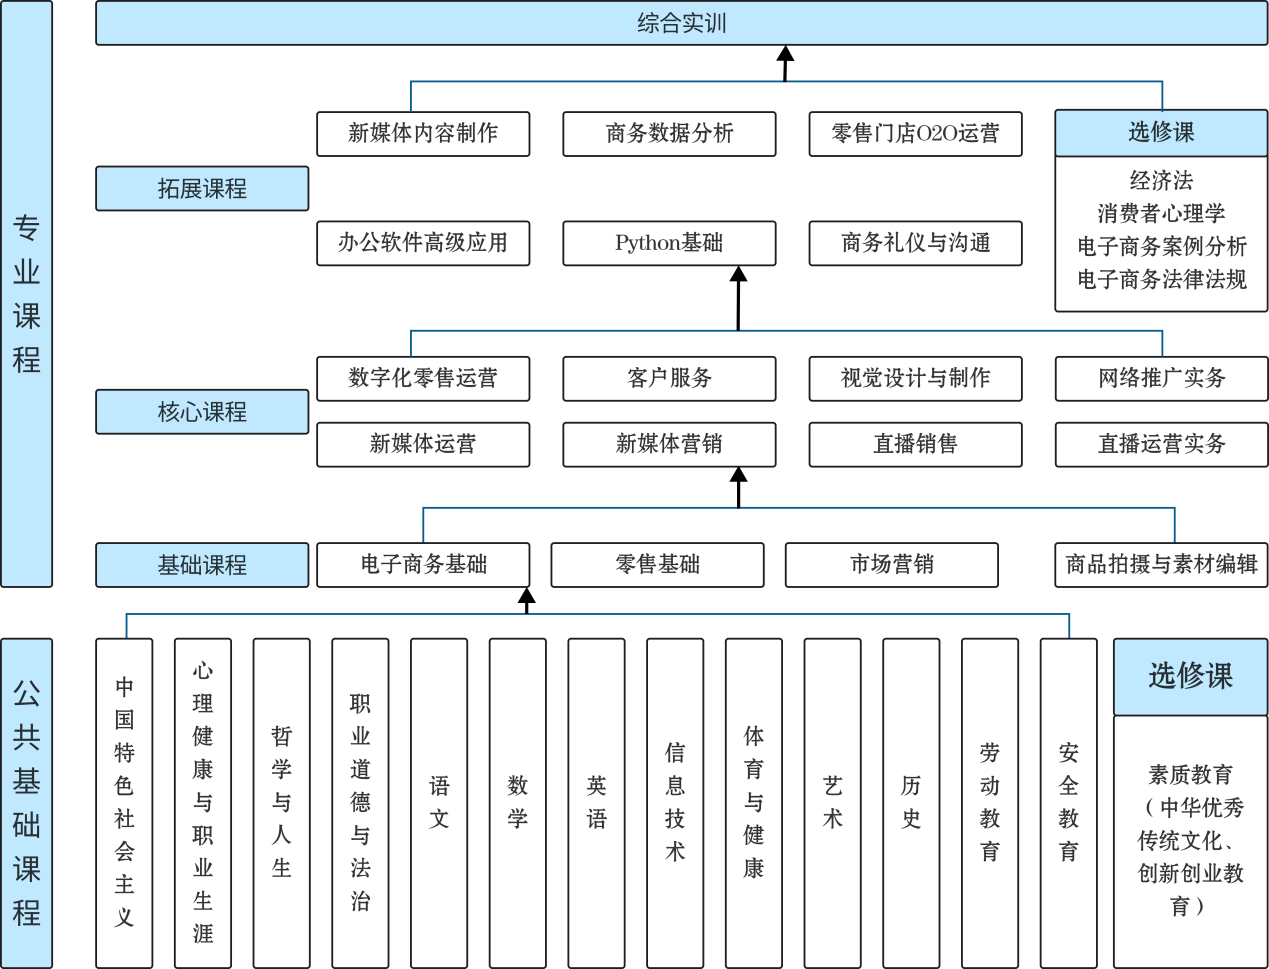 综合实训
专业课程
新媒体内容制作
商务数据分析
零售门店O2O运营
选修课
经济法
消费者心理学
电子商务案例分析
电子商务法律法规
拓展课程
办公软件高级应用
Python基础
商务礼仪与沟通
数字化零售运营
客户服务
视觉设计与制作
网络推广实务
核心课程
新媒体运营
新媒体营销
直播销售
直播运营实务
基础课程
电子商务基础
零售基础
市场营销
商品拍摄与素材编辑
公共基础课程
中国特色社会主义
心理健康与职业生涯
哲学与人生
职业道德与法治
语文
数学
英语
信息技术
体育与健康
艺术
历史
劳动教育
安全教育
选修课
素质教育
（中华优秀
传统文化、
创新创业教
育）